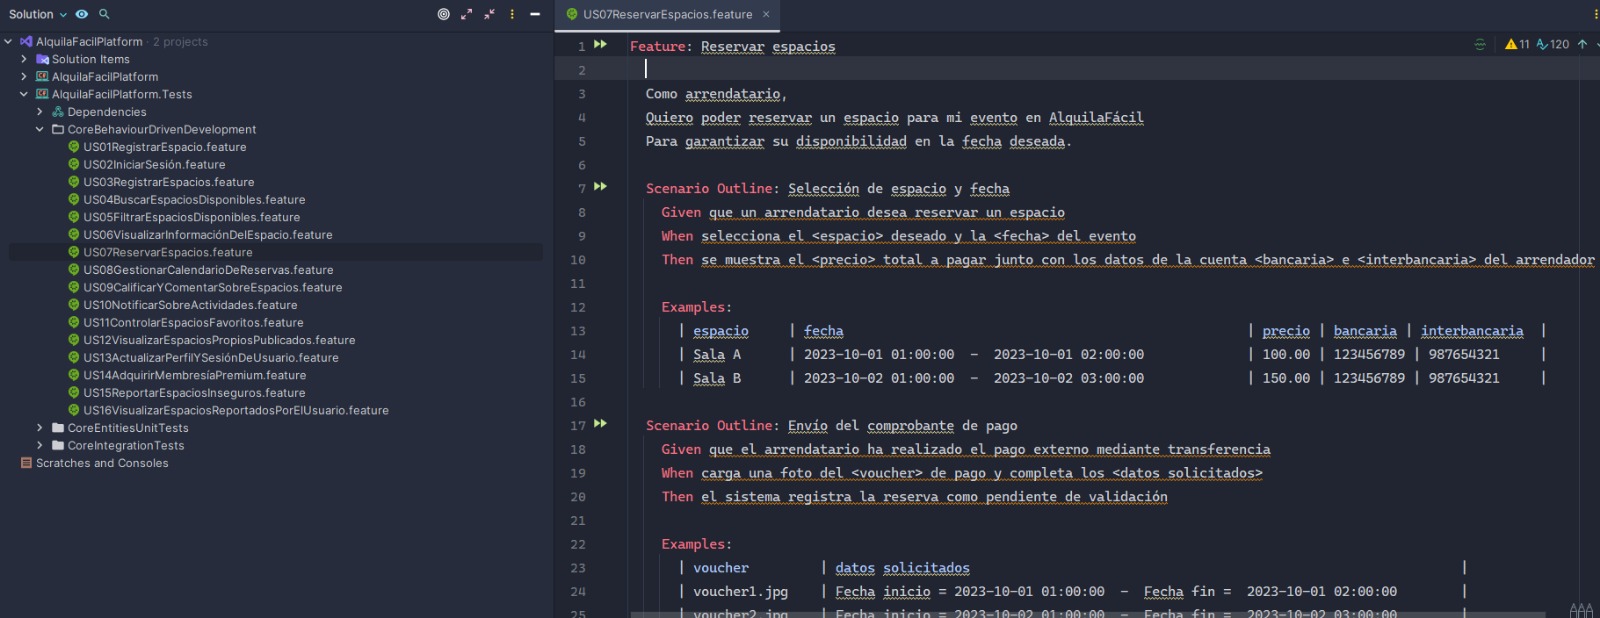 Solution
AlquilaFacilPlatform · 2 projects
Solution Items
AlquilaFacilPlatform
AlquilaFacilPlatform.Tests
Dependencies
CoreBehaviourDrivenDevelopment
US01RegistrarEspacio.feature
US02IniciarSesión.feature
US03RegistrarEspacios.feature
US04BuscarEspaciosDisponibles.feature
US05FiltrarEspaciosDisponibles.feature
US06VisualizarInformaciónDelEspacio.feature
US07ReservarEspacios.feature
US08GestionarCalendarioDeReservas.feature
US09CalificarYComentarSobreEspacios.feature
US10NotificarSobreActividades.feature
US11ControlarEspaciosFavoritos.feature
US12VisualizarEspaciosPropiosPublicados.feature
US13ActualizarPerfilYSesiónDeUsuario.feature
US14AdquirirMembresíaPremium.feature
US15ReportarEspaciosInseguros.feature
US16VisualizarEspaciosReportadosPorElUsuario.feature
CoreEntitiesUnitTests
CoreIntegrationTests
Scratches and Consoles
US07ReservarEspacios.feature ×
11 120
1 Feature: Reservar espacios
2
3 Como arrendatario,
4 Quiero poder reservar un espacio para mi evento en AlquilaFácil
5 Para garantizar su disponibilidad en la fecha deseada.
6
7 Scenario Outline: Selección de espacio y fecha
8 Given que un arrendatario desea reservar un espacio
9 When selecciona el <espacio> deseado y la <fecha> del evento
10 Then se muestra el <precio> total a pagar junto con los datos de la cuenta <bancaria> e <interbancaria> del arrendador
11
12 Examples:
13 | espacio | fecha | precio | bancaria | interbancaria |
14 | Sala A | 2023-10-01 01:00:00 - 2023-10-01 02:00:00 | 100.00 | 123456789 | 987654321 |
15 | Sala B | 2023-10-02 01:00:00 - 2023-10-02 03:00:00 | 150.00 | 123456789 | 987654321 |
16
17 Scenario Outline: Envío del comprobante de pago
18 Given que el arrendatario ha realizado el pago externo mediante transferencia
19 When carga una foto del <voucher> de pago y completa los <datos solicitados>
20 Then el sistema registra la reserva como pendiente de validación
21
22 Examples:
23 | voucher | datos solicitados |
24 | voucher1.jpg | Fecha inicio = 2023-10-01 01:00:00 - Fecha fin = 2023-10-01 02:00:00 |
25 | voucher2.jpg | Fecha inicio = 2023-10-02 01:00:00 - Fecha fin = 2023-10-02 03:00:00 |